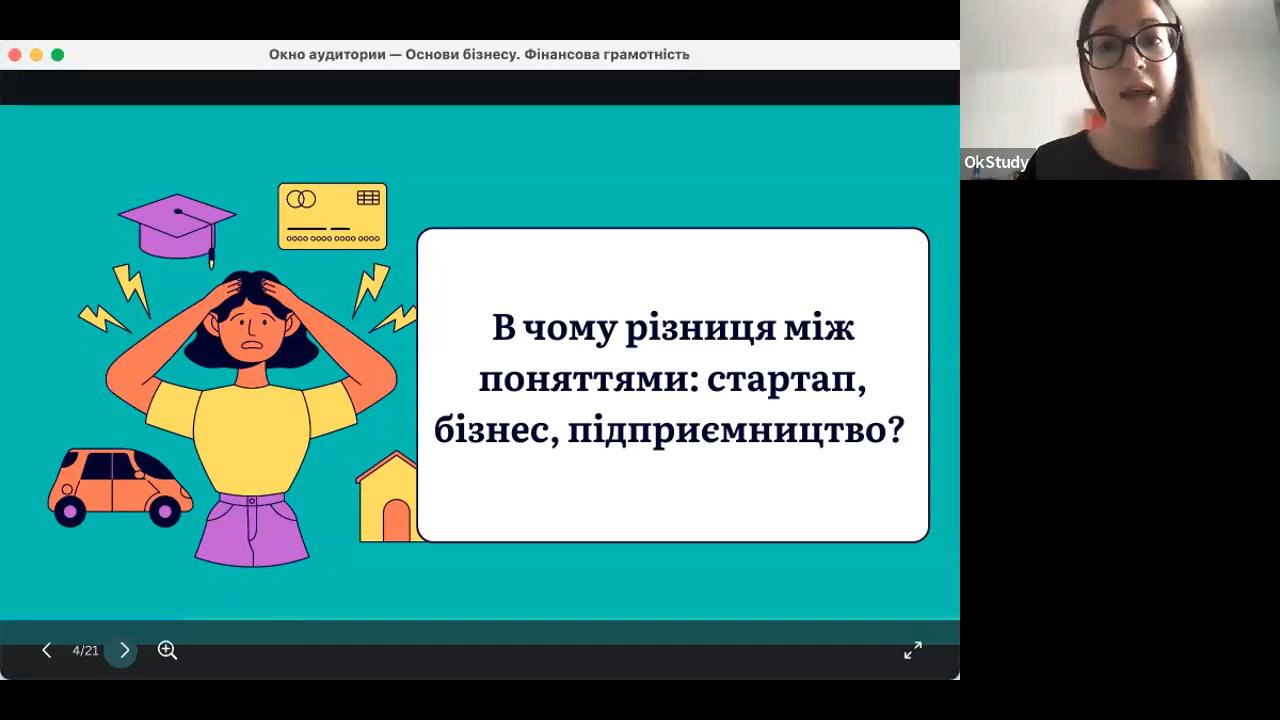 Окно аудитории — Основи бізнесу. Фінансова грамотність
OkStudy
В чому різниця між
поняттями: стартап,
бізнес, підприємництво?
4/21